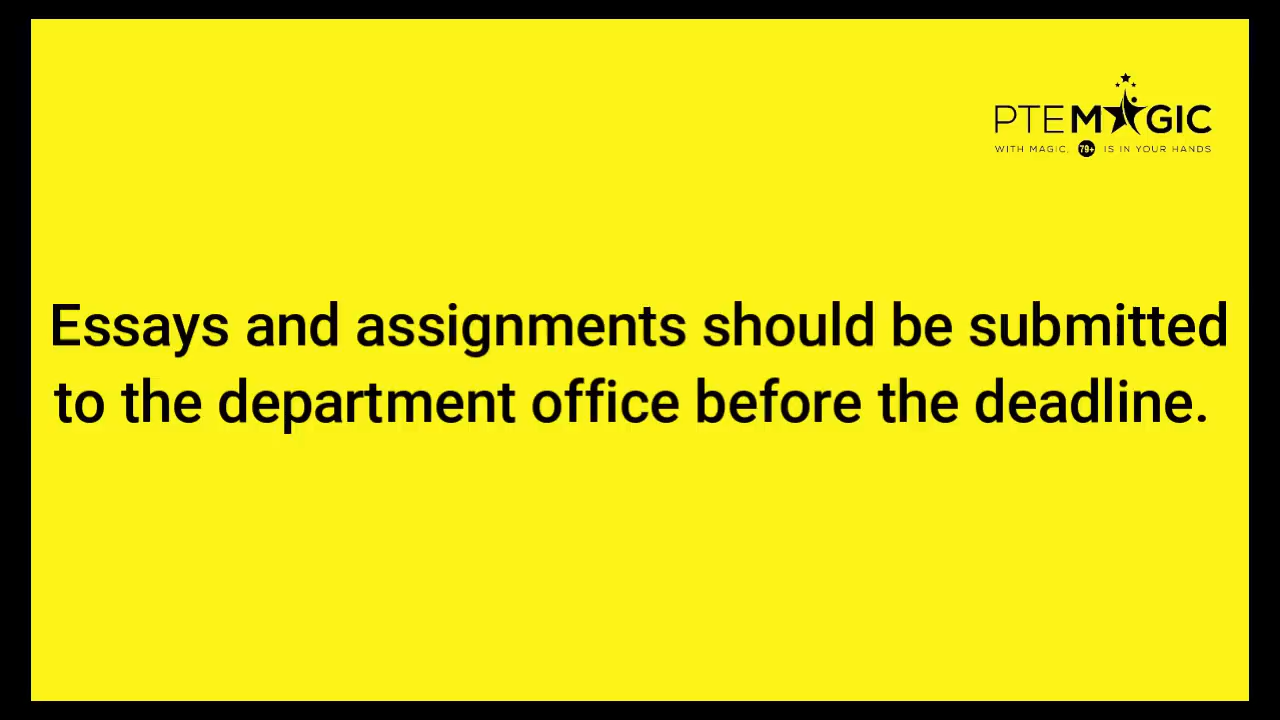 PTEMAGIC
WITH MAGIC, 79+ IS IN YOUR HANDS
Essays and assignments should be submitted
to the department office before the deadline.